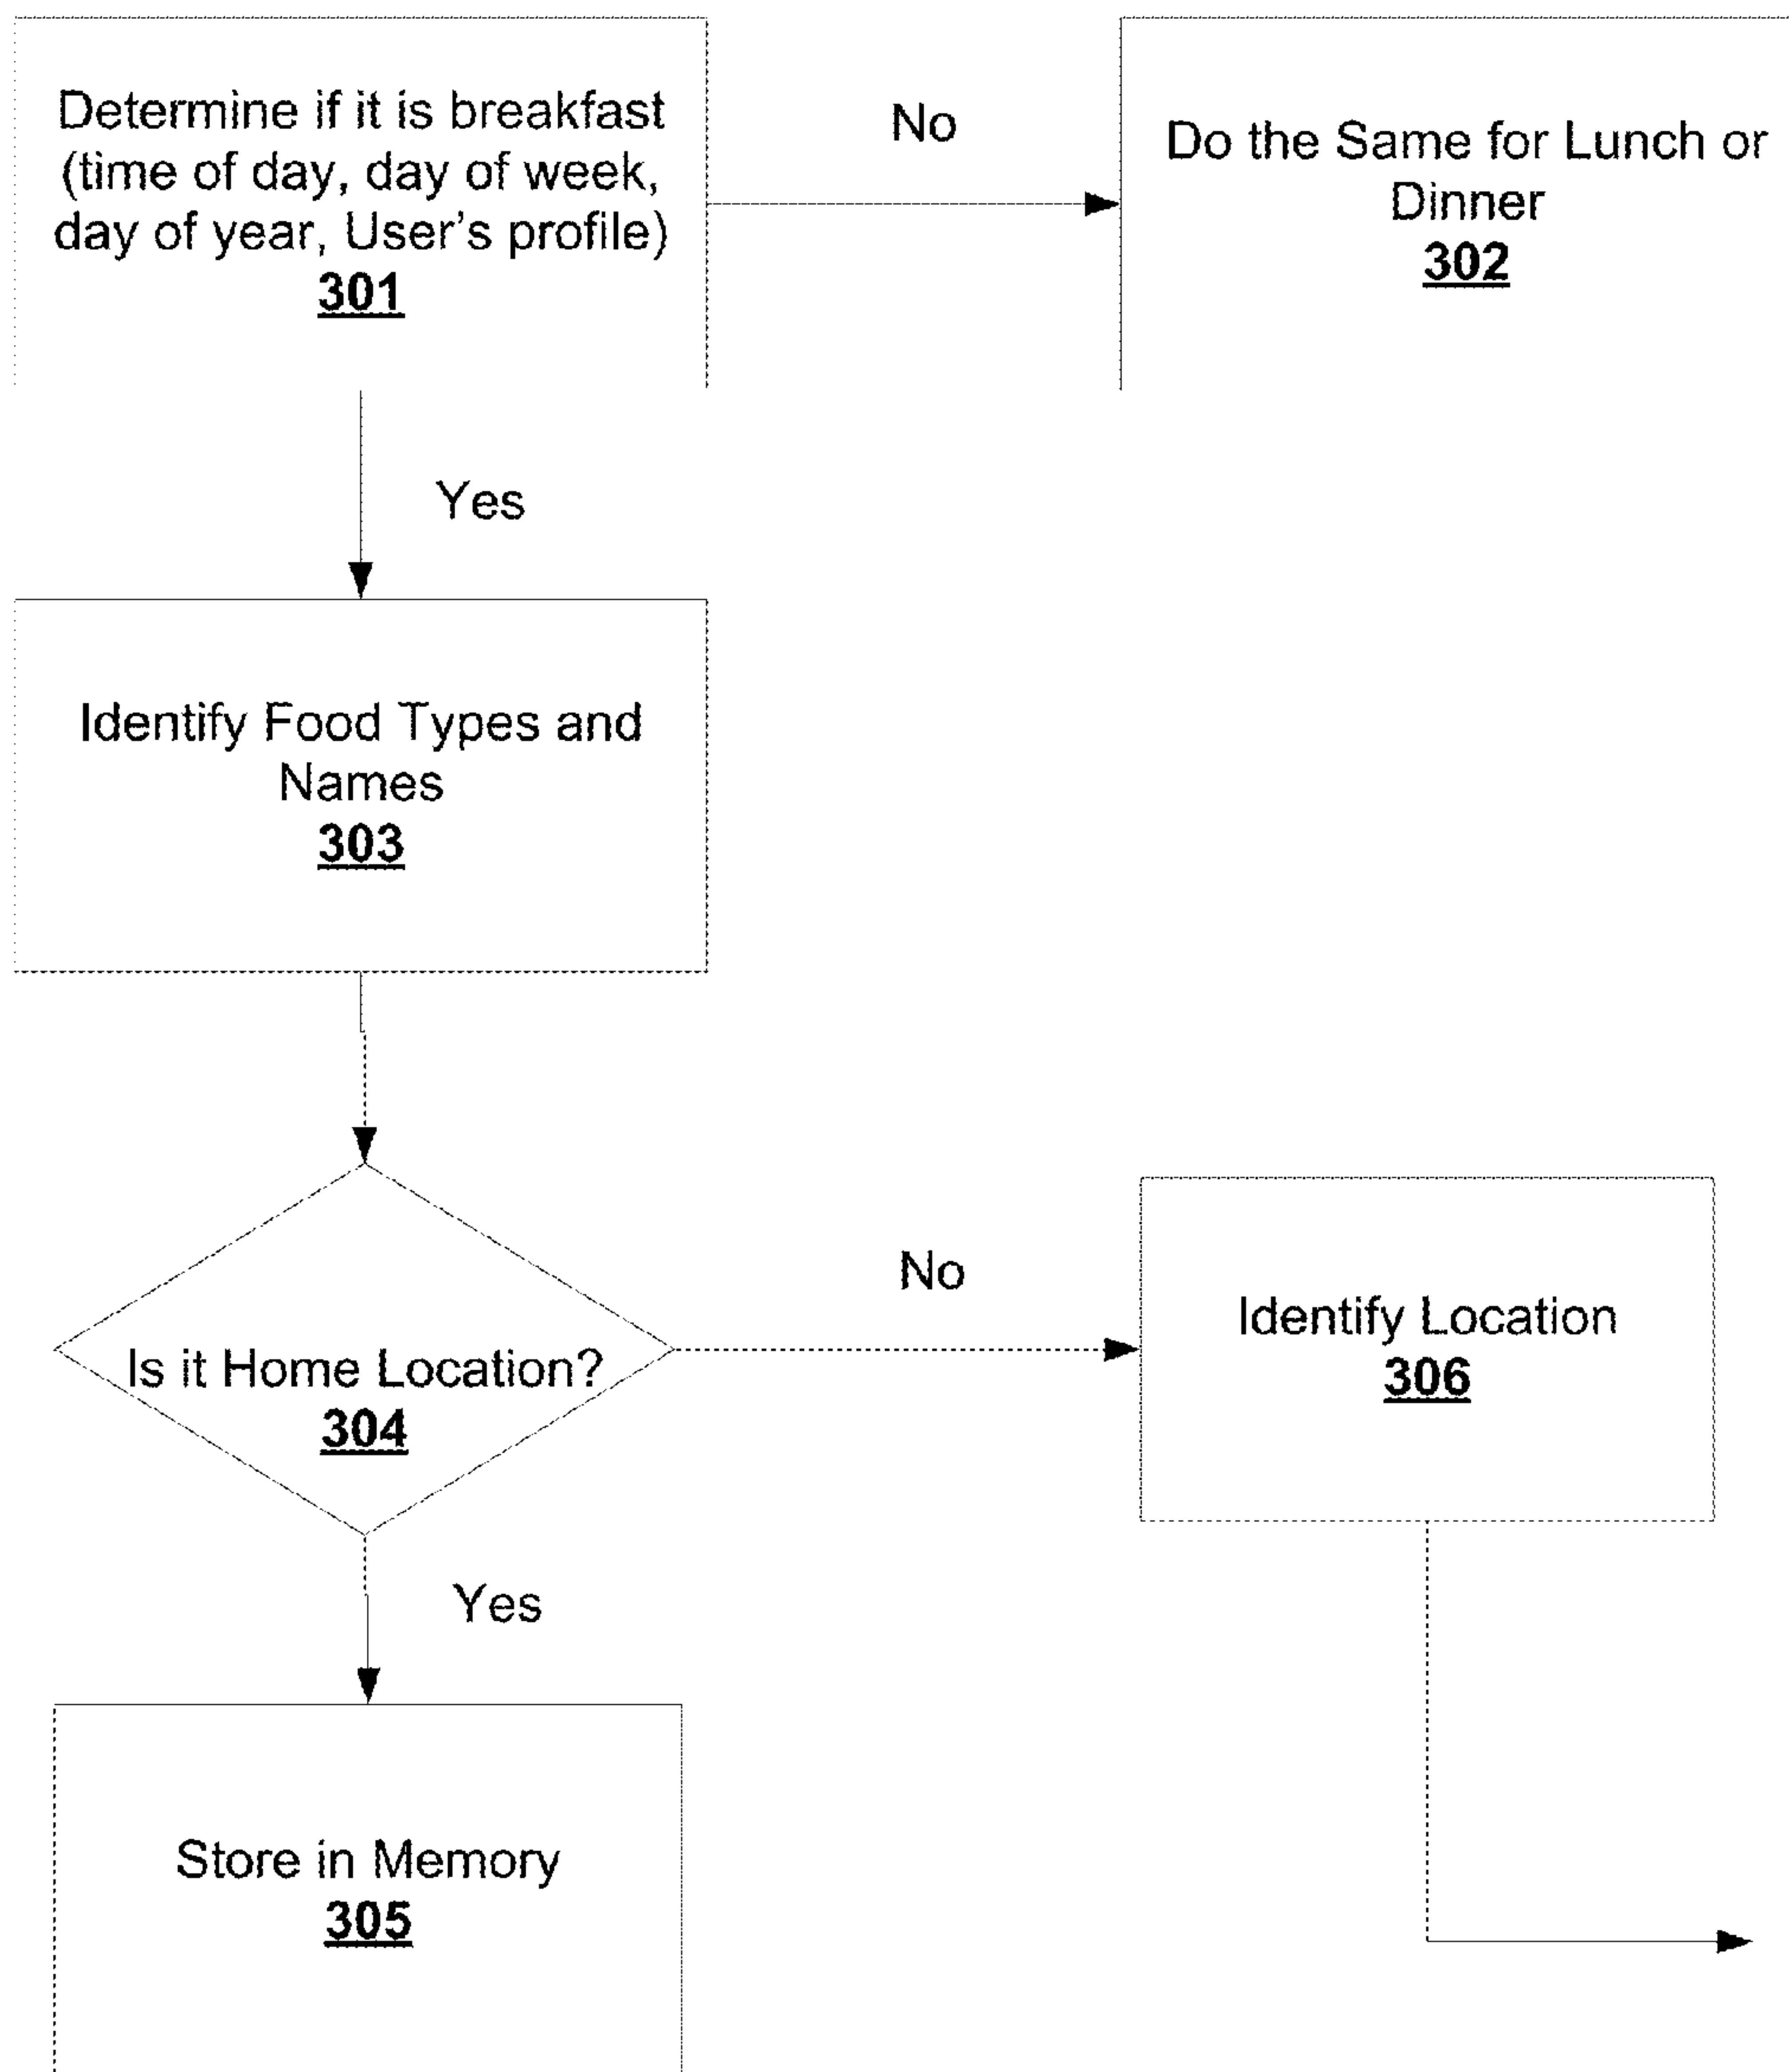 Determine if it is breakfast
(time of day, day of week,
day of year, User's profile)
301
No
Do the Same for Lunch or
Dinner
302
Yes
Identify Food Types and
Names
303
Is it Home Location?
304
No
Identify Location
306
Yes
Store in Memory
305